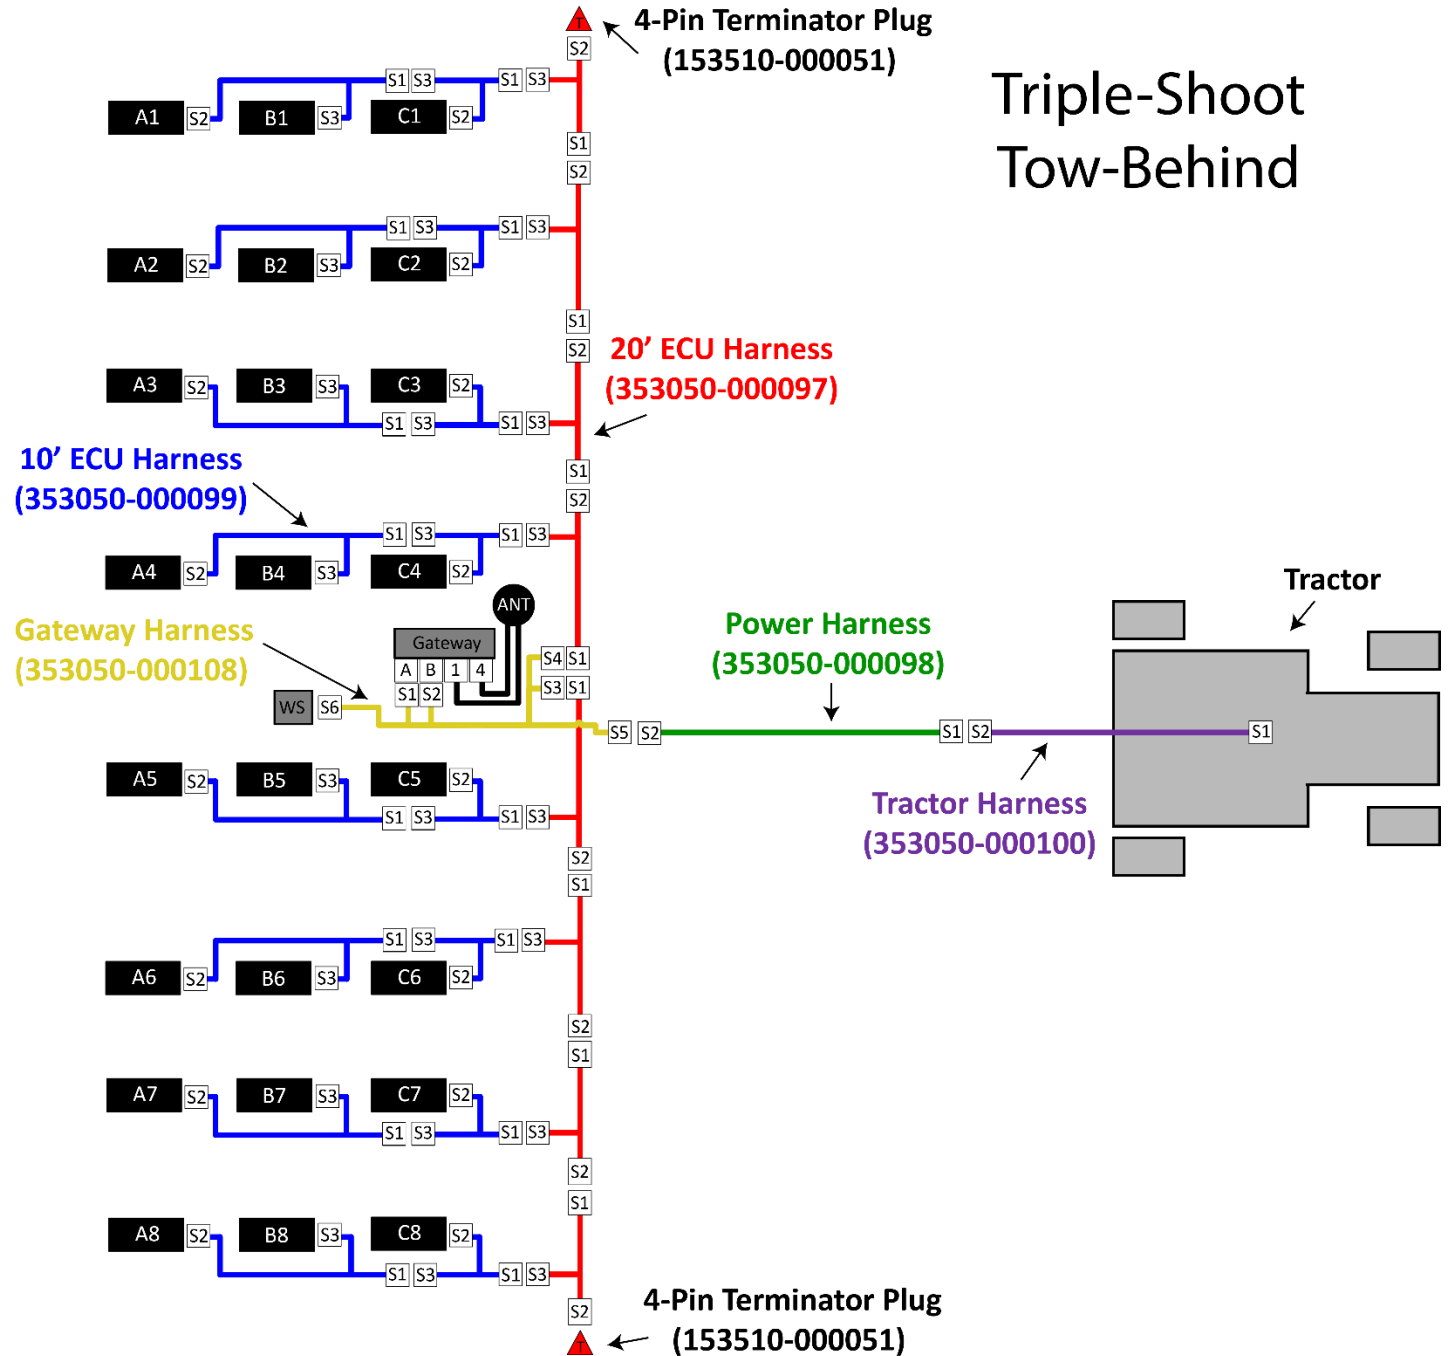 T
4-Pin Terminator Plug
(153510-000051)
S2
Triple-Shoot
Tow-Behind
S1 S3 S1 S3
A1 S2 B1 S3 C1 S2
S1
S2
S1 S3 S1 S3
A2 S2 B2 S3 C2 S2
S1
S2
20’ ECU Harness
(353050-000097)
A3 S2 B3 S3 C3 S2
S1 S3 S1 S3
10’ ECU Harness
(353050-000099)
S1
S2
S1 S3 S1 S3
A4 S2 B4 S3 C4 S2
Tractor
ANT
Gateway Harness
(353050-000108)
Gateway
A B 1 4
S1 S2
S4 S1
S3 S1
WS S6
Power Harness
(353050-000098)
S5 S2 S1 S2 S1
Tractor Harness
(353050-000100)
A5 S2 B5 S3 C5 S2
S1 S3 S1 S3
S2
S1
S1 S3 S1 S3
A6 S2 B6 S3 C6 S2
S2
S1
A7 S2 B7 S3 C7 S2
S1 S3 S1 S3
S2
S1
A8 S2 B8 S3 C8 S2
S1 S3 S1 S3
S2
4-Pin Terminator Plug
(153510-000051)
T